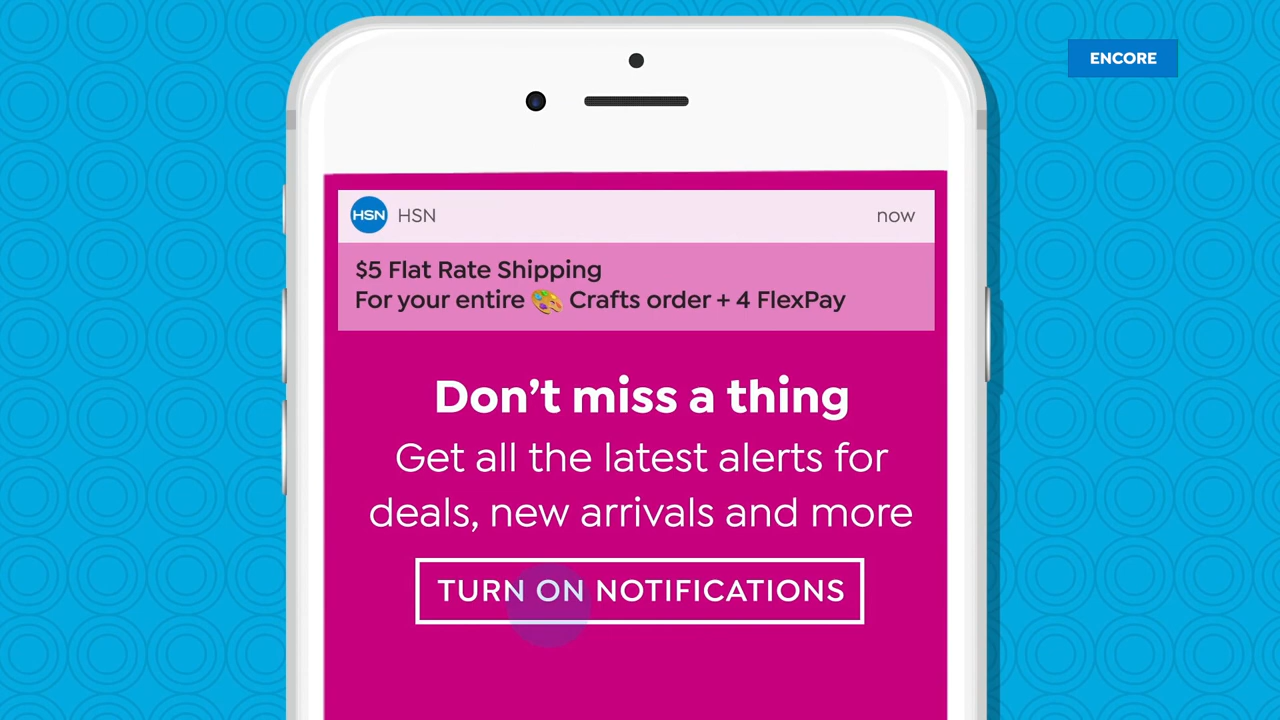 ENCORE
HSN HSN now
$5 Flat Rate Shipping
For your entire 🎨 Crafts order + 4 FlexPay
Don't miss a thing
Get all the latest alerts for
deals, new arrivals and more
TURN ON NOTIFICATIONS